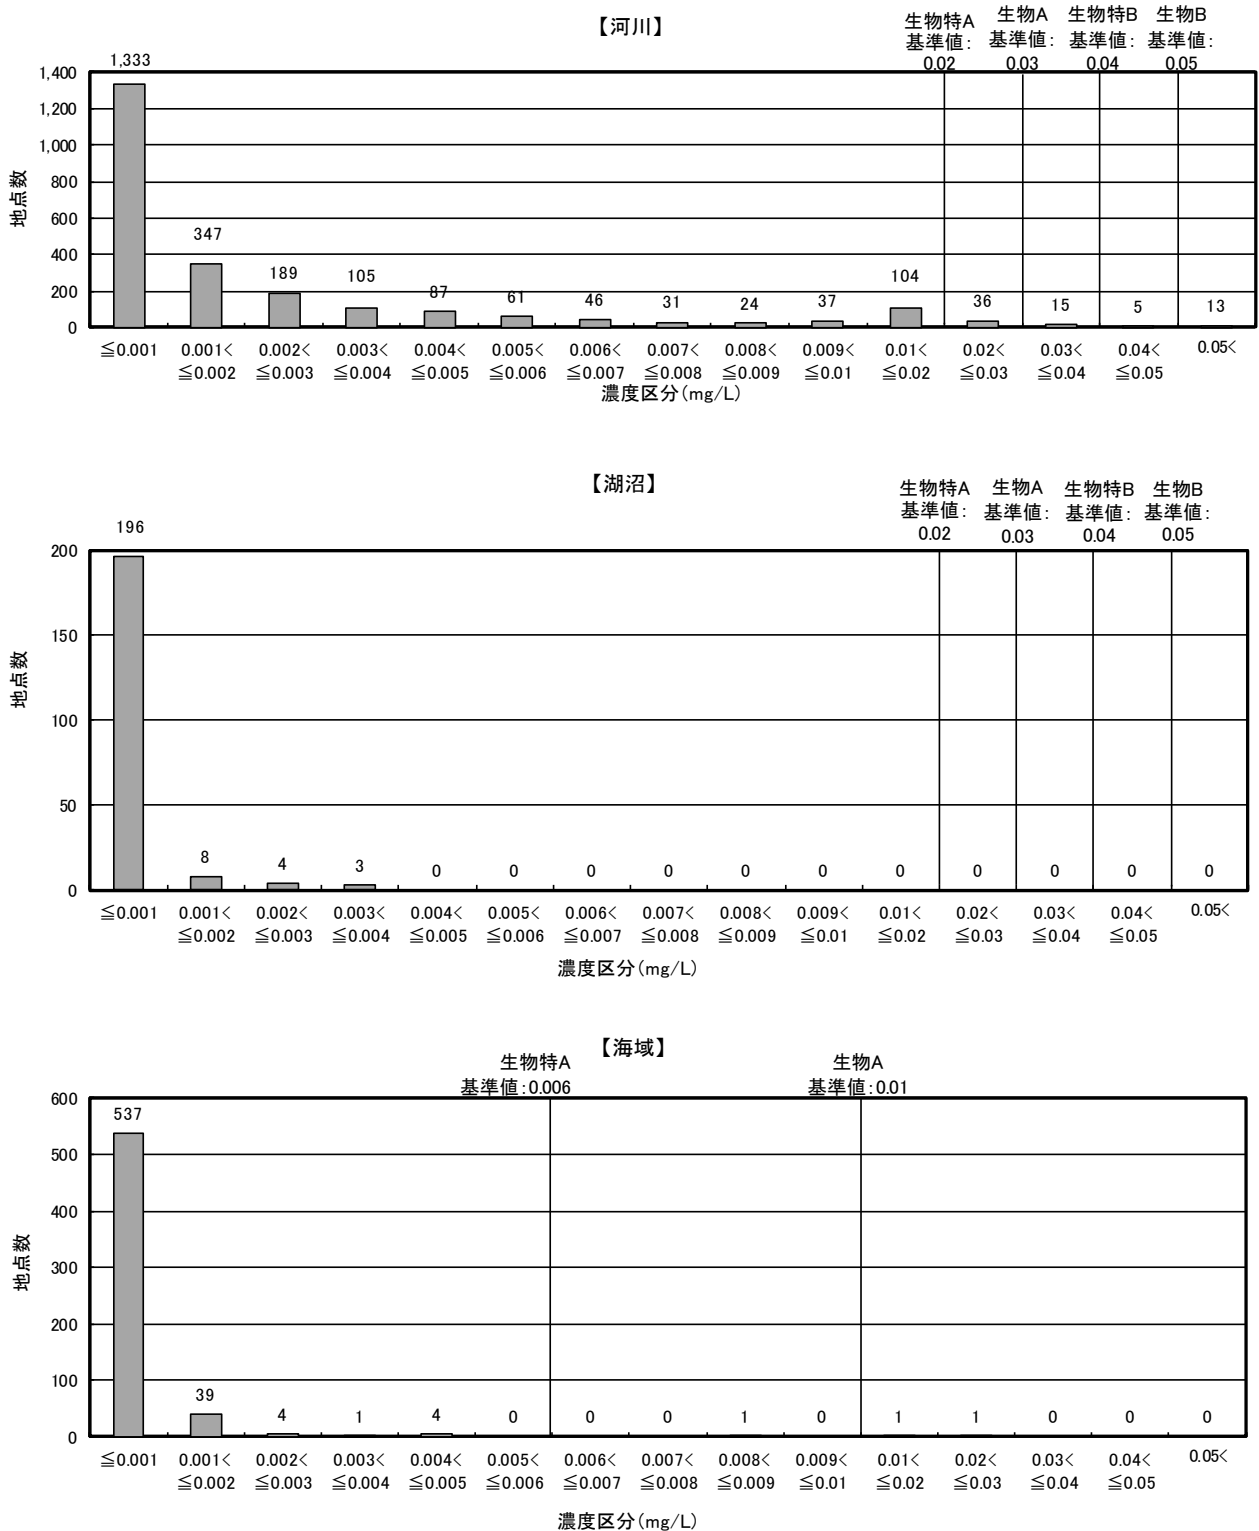 【河川】
生物特A 生物A 生物特B 生物B
基準値: 基準値: 基準値: 基準値:
0.02 0.03 0.04 0.05
地点数
1,400
1,200
1,000
800
600
400
200
0
1,333 347 189 105 87 61 46 31 24 37 104 36 15 5 13
≦0.001 0.001< 0.002< 0.003< 0.004< 0.005< 0.006< 0.007< 0.008< 0.009< 0.01< 0.02< 0.03< 0.04< 0.05<
≦0.002 ≦0.003 ≦0.004 ≦0.005 ≦0.006 ≦0.007 ≦0.008 ≦0.009 ≦0.01 ≦0.02 ≦0.03 ≦0.04 ≦0.05
濃度区分(mg/L)
【湖沼】
生物特A 生物A 生物特B 生物B
基準値: 基準値: 基準値: 基準値:
0.02 0.03 0.04 0.05
地点数
200
150
100
50
0
196 8 4 3 0 0 0 0 0 0 0 0 0 0 0
≦0.001 0.001< 0.002< 0.003< 0.004< 0.005< 0.006< 0.007< 0.008< 0.009< 0.01< 0.02< 0.03< 0.04< 0.05<
≦0.002 ≦0.003 ≦0.004 ≦0.005 ≦0.006 ≦0.007 ≦0.008 ≦0.009 ≦0.01 ≦0.02 ≦0.03 ≦0.04 ≦0.05
濃度区分(mg/L)
【海域】
生物特A 生物A
基準値:0.006 基準値:0.01
地点数
600
500
400
300
200
100
0
537 39 4 1 4 0 0 0 1 0 1 1 0 0 0
≦0.001 0.001< 0.002< 0.003< 0.004< 0.005< 0.006< 0.007< 0.008< 0.009< 0.01< 0.02< 0.03< 0.04< 0.05<
≦0.002 ≦0.003 ≦0.004 ≦0.005 ≦0.006 ≦0.007 ≦0.008 ≦0.009 ≦0.01 ≦0.02 ≦0.03 ≦0.04 ≦0.05
濃度区分(mg/L)